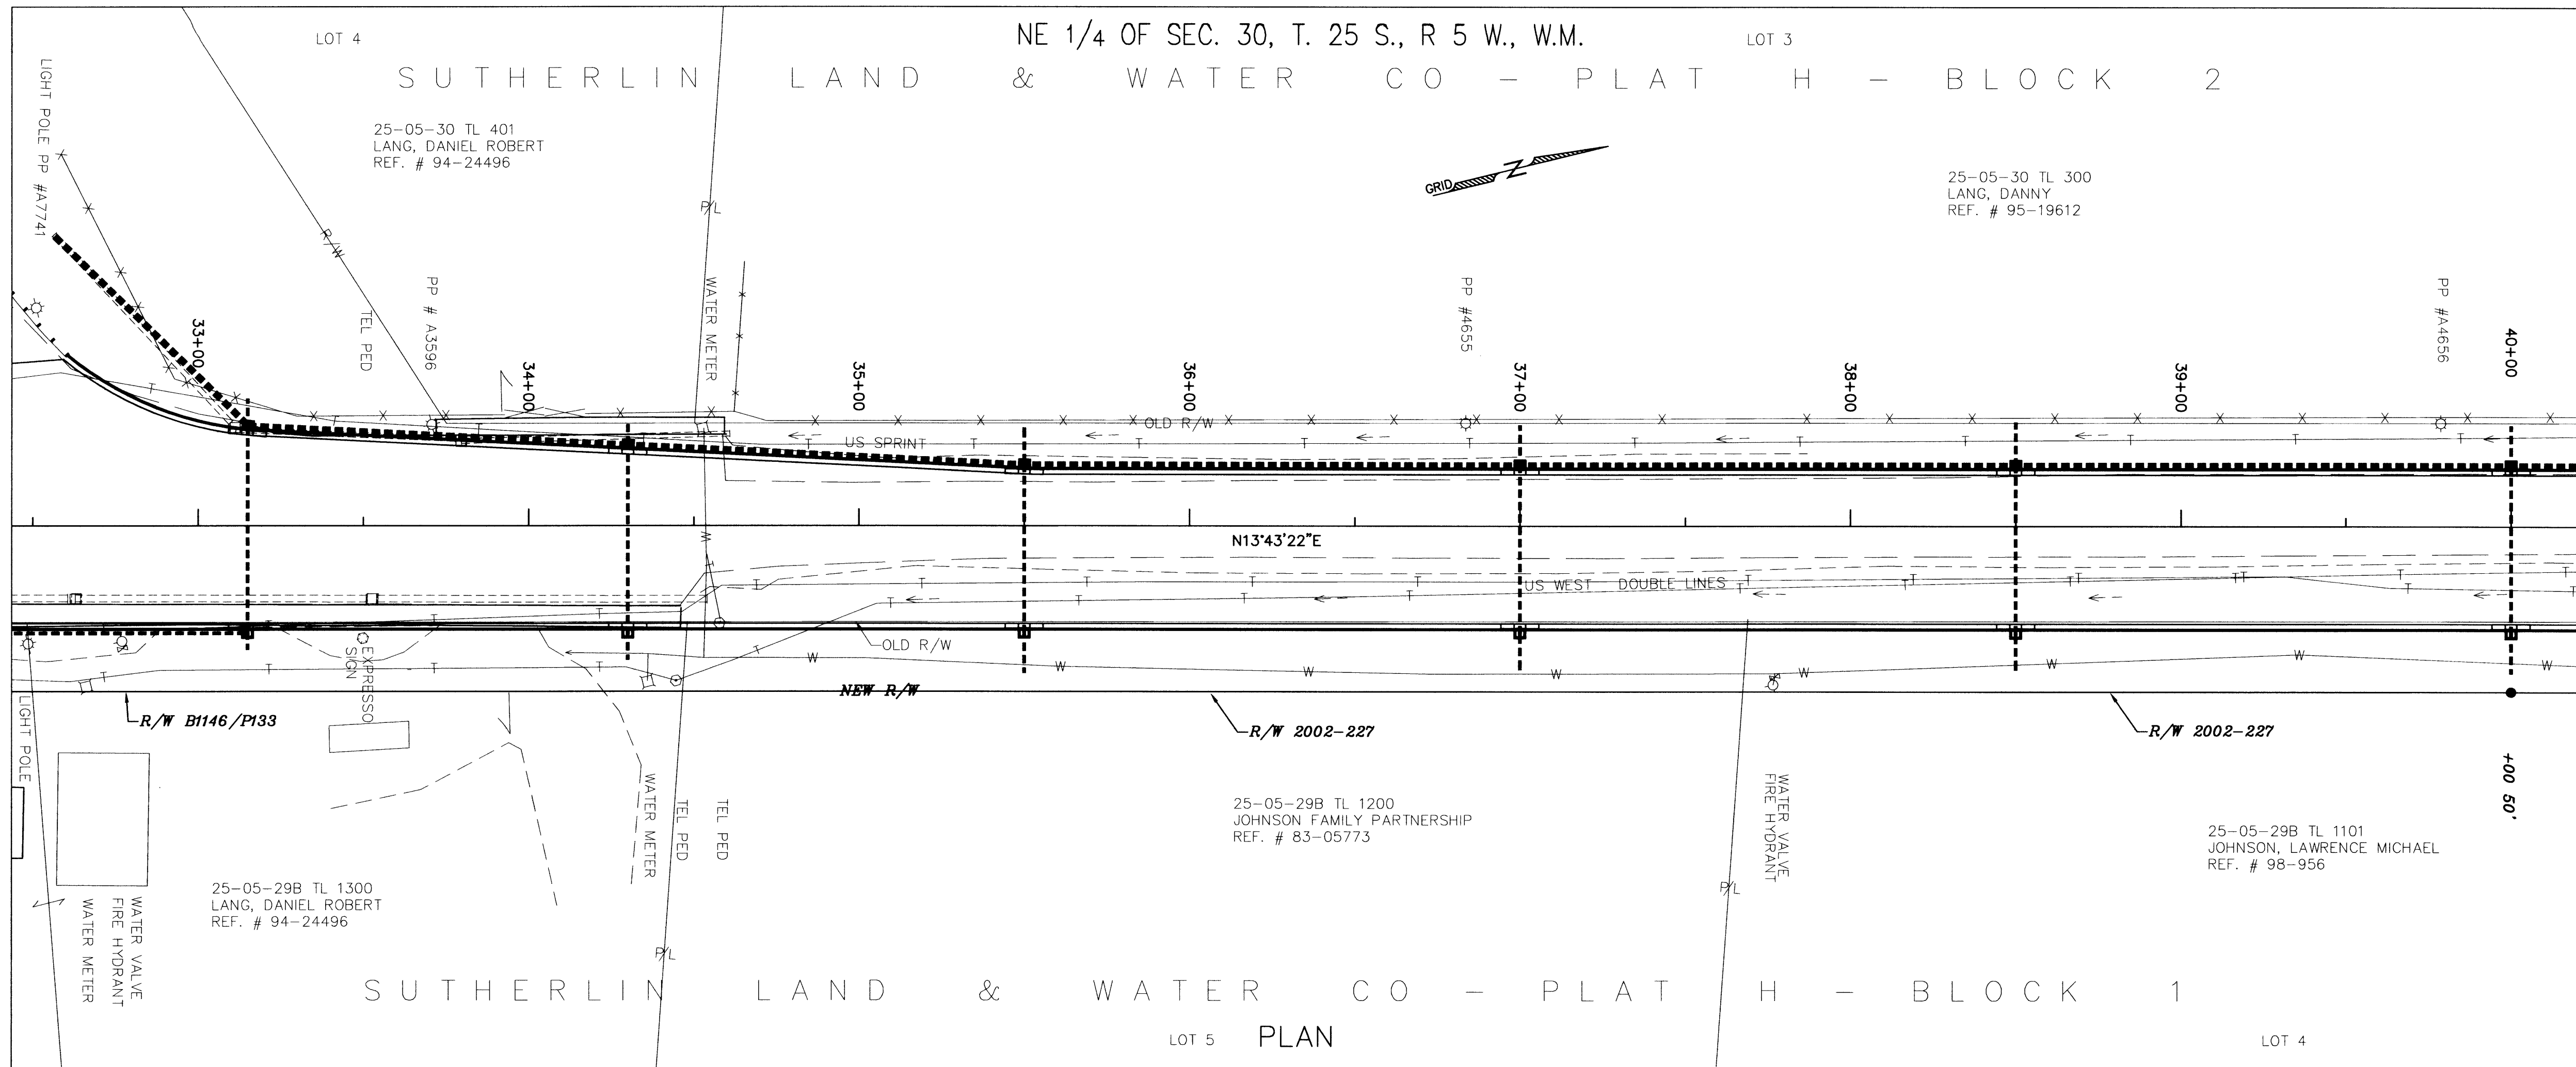 NE 1/4 OF SEC. 30, T. 25 S., R 5 W., W.M.
LOT 4
LOT 3
SUTHERLIN LAND & WATER CO - PLAT H - BLOCK 2
LIGHT POLE PP #A7741
25-05-30 TL 401
LANG, DANIEL ROBERT
REF. # 94-24496
GRID N
25-05-30 TL 300
LANG, DANNY
REF. # 95-19612
P/L
R/W
TEL PED
PP # A3596
WATER METER
PP #4655
PP #A4656
33+00
34+00
35+00
36+00
37+00
38+00
39+00
40+00
OLD R/W
US SPRINT
N13°43'22"E
US WEST DOUBLE LINES
OLD R/W
EXPRESSO
SIGN
NEW R/W
R/W B1146/P133
R/W 2002-227
R/W 2002-227
LIGHT POLE
+00 50'
WATER METER
TEL PED
TEL PED
WATER VALVE
FIRE HYDRANT
25-05-29B TL 1200
JOHNSON FAMILY PARTNERSHIP
REF. # 83-05773
25-05-29B TL 1101
JOHNSON, LAWRENCE MICHAEL
REF. # 98-956
25-05-29B TL 1300
LANG, DANIEL ROBERT
REF. # 94-24496
WATER VALVE
FIRE HYDRANT
WATER METER
P/L
P/L
SUTHERLIN LAND & WATER CO - PLAT H - BLOCK 1
LOT 5
PLAN
LOT 4